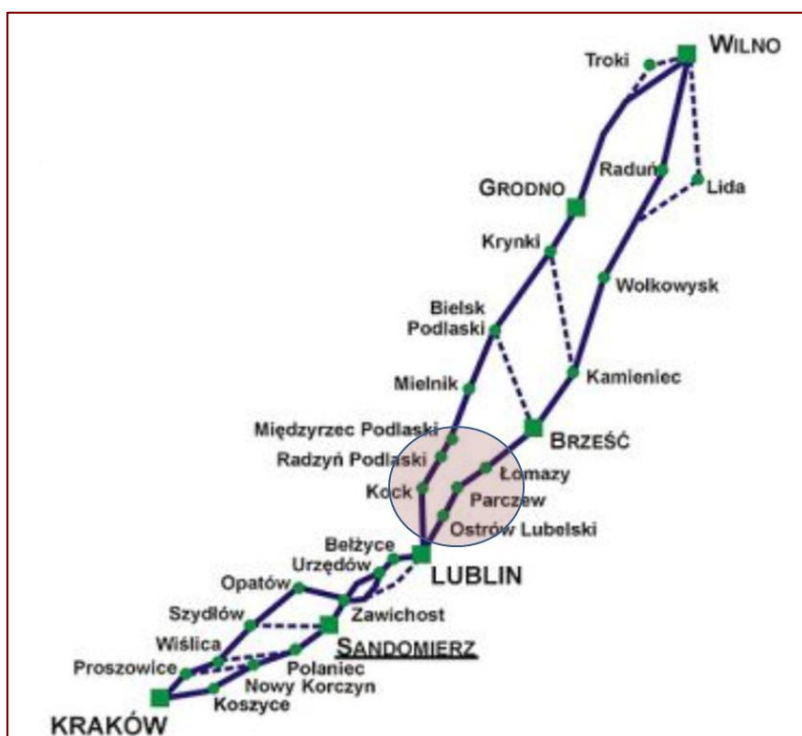 WILNO
Troki
Raduń
Lida
GRODNO
Krynki
Wołkowysk
Bielsk
Podlaski
Mielnik
Kamieniec
Międzyrzec Podlaski
BRZEŚĆ
Radzyń Podlaski
Łomazy
Kock
Parczew
Ostrów Lubelski
Bełżyce
Urzędów
LUBLIN
Opatów
Szydłów
Zawichost
Wiślica
SANDOMIERZ
Proszowice
Połaniec
Nowy Korczyn
Koszyce
KRAKÓW